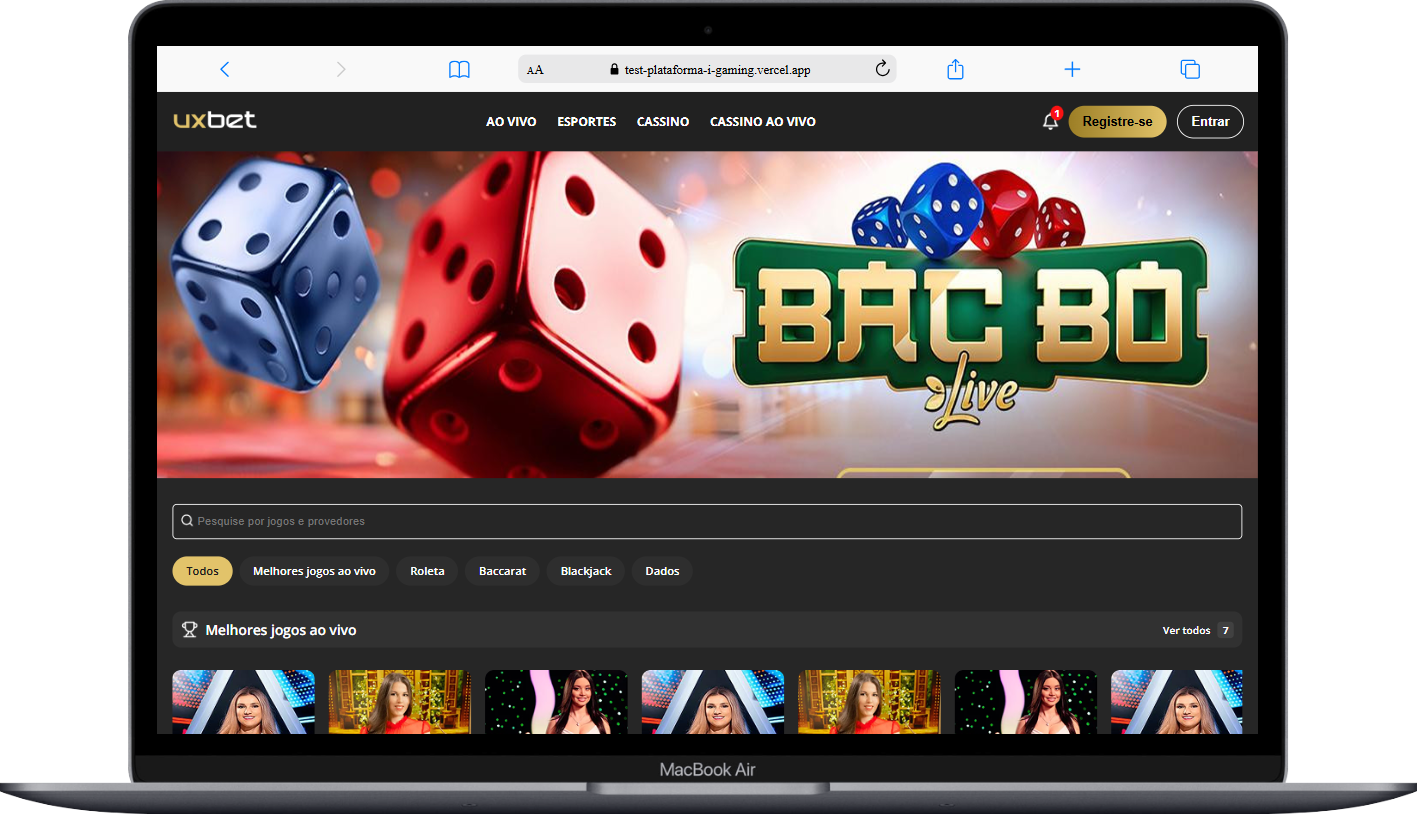 AA
test-plataforma-i-gaming.vercel.app
uxbet
AO VIVO
ESPORTES
CASSINO
CASSINO AO VIVO
1
Registre-se
Entrar
BAC BO
Live
Pesquise por jogos e provedores
Todos
Melhores jogos ao vivo
Roleta
Baccarat
Blackjack
Dados
Melhores jogos ao vivo
Ver todos 7
MacBook Air